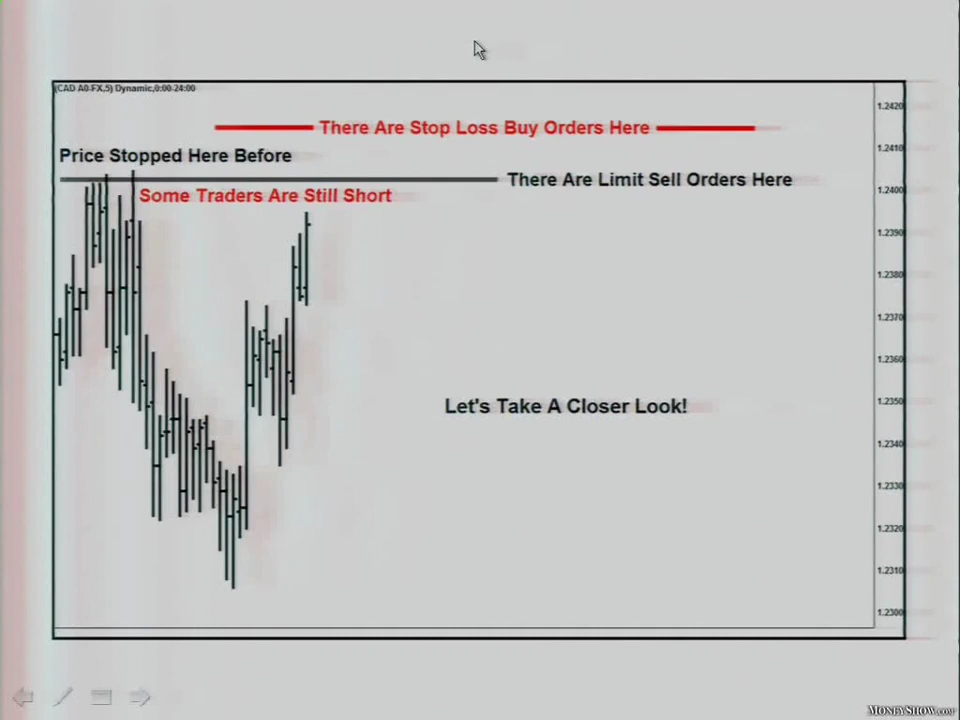 (CAD A0-FX,5) Dynamic,0:00-24:00
There Are Stop Loss Buy Orders Here
Price Stopped Here Before
There Are Limit Sell Orders Here
Some Traders Are Still Short
Let's Take A Closer Look!
1.2420
1.2410
1.2400
1.2390
1.2380
1.2370
1.2360
1.2350
1.2340
1.2330
1.2320
1.2310
1.2300
MONEYSHOW.COM